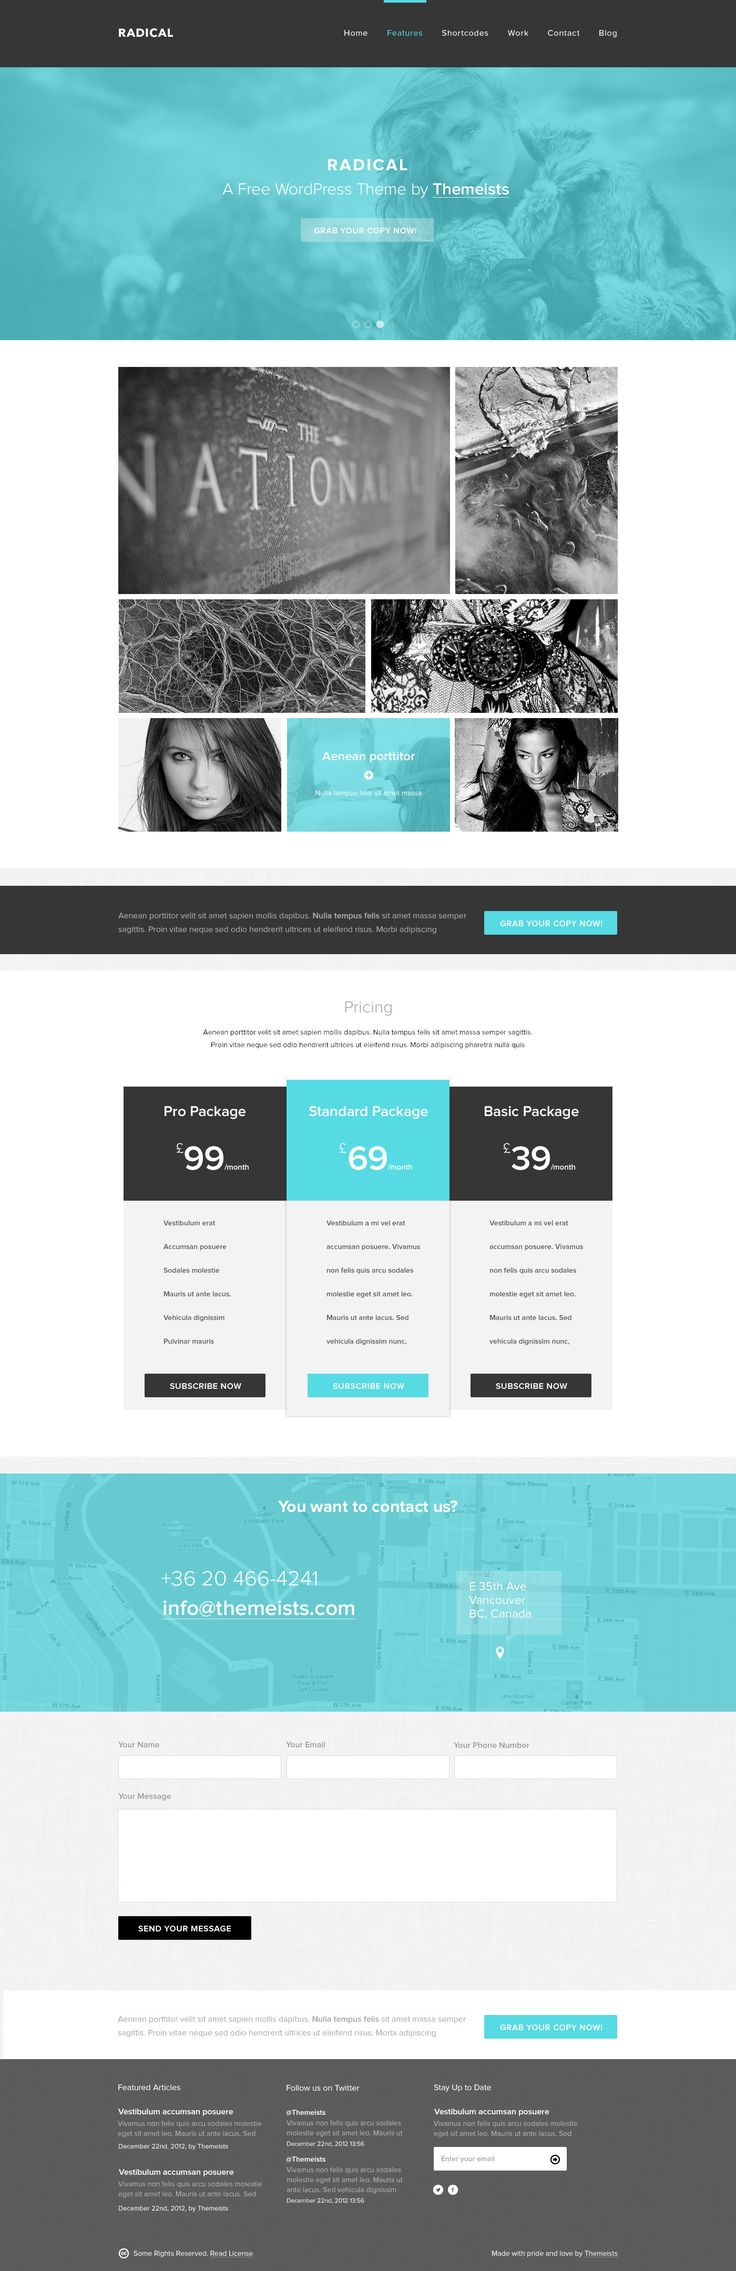 RADICAL
Home Features Shortcodes Work Contact Blog
RADICAL
A Free WordPress Theme by Themeists
GRAB YOUR COPY NOW!
THE
NATIONAL
Aenean porttitor
Nulla tempus felis sit amet massa
Aenean porttitor velit sit amet sapien mollis dapibus. Nulla tempus felis sit amet massa semper
sagittis. Proin vitae neque sed odio hendrerit ultrices ut eleifend risus. Morbi adipiscing
GRAB YOUR COPY NOW!
Pricing
Aenean porttitor velit sit amet sapien mollis dapibus. Nulla tempus felis sit amet massa semper sagittis.
Proin vitae neque sed odio hendrerit ultrices ut eleifend risus. Morbi adipiscing pharetra nulla quis
Pro Package
£99/month
Vestibulum erat
Accumsan posuere
Sodales molestie
Mauris ut ante lacus.
Vehicula dignissim
Pulvinar mauris
SUBSCRIBE NOW
Standard Package
£69/month
Vestibulum a mi vel erat
accumsan posuere. Vivamus
non felis quis arcu sodales
molestie eget sit amet leo.
Mauris ut ante lacus. Sed
vehicula dignissim nunc,
SUBSCRIBE NOW
Basic Package
£39/month
Vestibulum a mi vel erat
accumsan posuere. Vivamus
non felis quis arcu sodales
molestie eget sit amet leo.
Mauris ut ante lacus. Sed
vehicula dignissim nunc,
SUBSCRIBE NOW
You want to contact us?
+36 20 466-4241
info@themeists.com
E 35th Ave
Vancouver
BC, Canada
Your Name
Your Email
Your Phone Number
Your Message
SEND YOUR MESSAGE
Aenean porttitor velit sit amet sapien mollis dapibus. Nulla tempus felis sit amet massa semper
sagittis. Proin vitae neque sed odio hendrerit ultrices ut eleifend risus. Morbi adipiscing
GRAB YOUR COPY NOW!
Featured Articles
Vestibulum accumsan posuere
Vivamus non felis quis arcu sodales molestie
eget sit amet leo. Mauris ut ante lacus. Sed
December 22nd, 2012, by Themeists
Vestibulum accumsan posuere
Vivamus non felis quis arcu sodales molestie
eget sit amet leo. Mauris ut ante lacus. Sed
December 22nd, 2012, by Themeists
Follow us on Twitter
@Themeists
Vivamus non felis quis arcu sodales
molestie eget sit amet leo. Mauris ut
December 22nd, 2012 13:56
@Themeists
Vivamus non felis quis arcu sodales
molestie eget sit amet leo. Mauris ut
ante lacus. Sed vehicula dignissim
December 22nd, 2012 13:56
Stay Up to Date
Vestibulum accumsan posuere
Vivamus non felis quis arcu sodales molestie
eget sit amet leo. Mauris ut ante lacus. Sed
Enter your email
Some Rights Reserved. Read License
Made with pride and love by Themeists